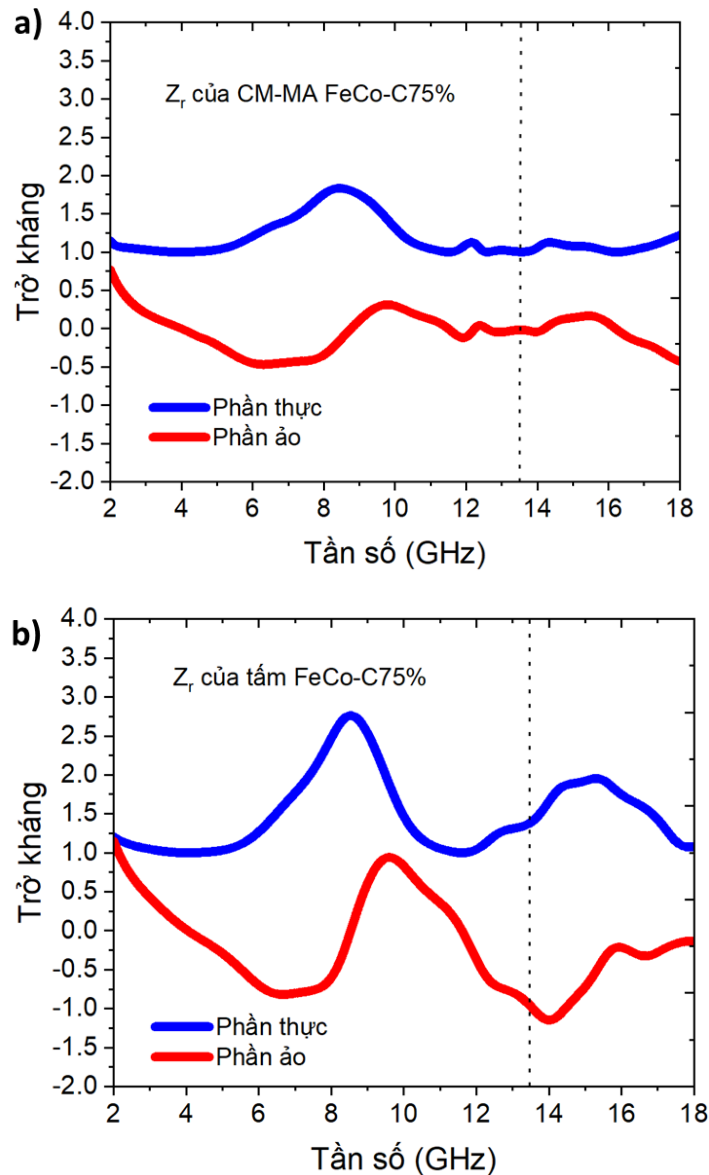 a)
4.0
3.5
3.0
2.5
2.0
1.5
1.0
0.5
0.0
-0.5
-1.0
-1.5
-2.0
Trở kháng
Zr của CM-MA FeCo-C75%
Phần thực
Phần ảo
2 4 6 8 10 12 14 16 18
Tần số (GHz)
b)
4.0
3.5
3.0
2.5
2.0
1.5
1.0
0.5
0.0
-0.5
-1.0
-1.5
-2.0
Trở kháng
Zr của tấm FeCo-C75%
Phần thực
Phần ảo
2 4 6 8 10 12 14 16 18
Tần số (GHz)